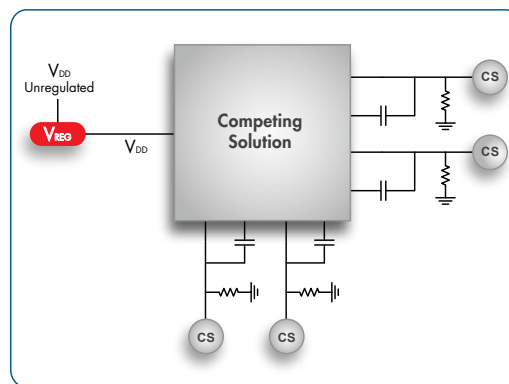 VDD
Unregulated
VREG
VDD
Competing
Solution
CS
CS
CS
CS